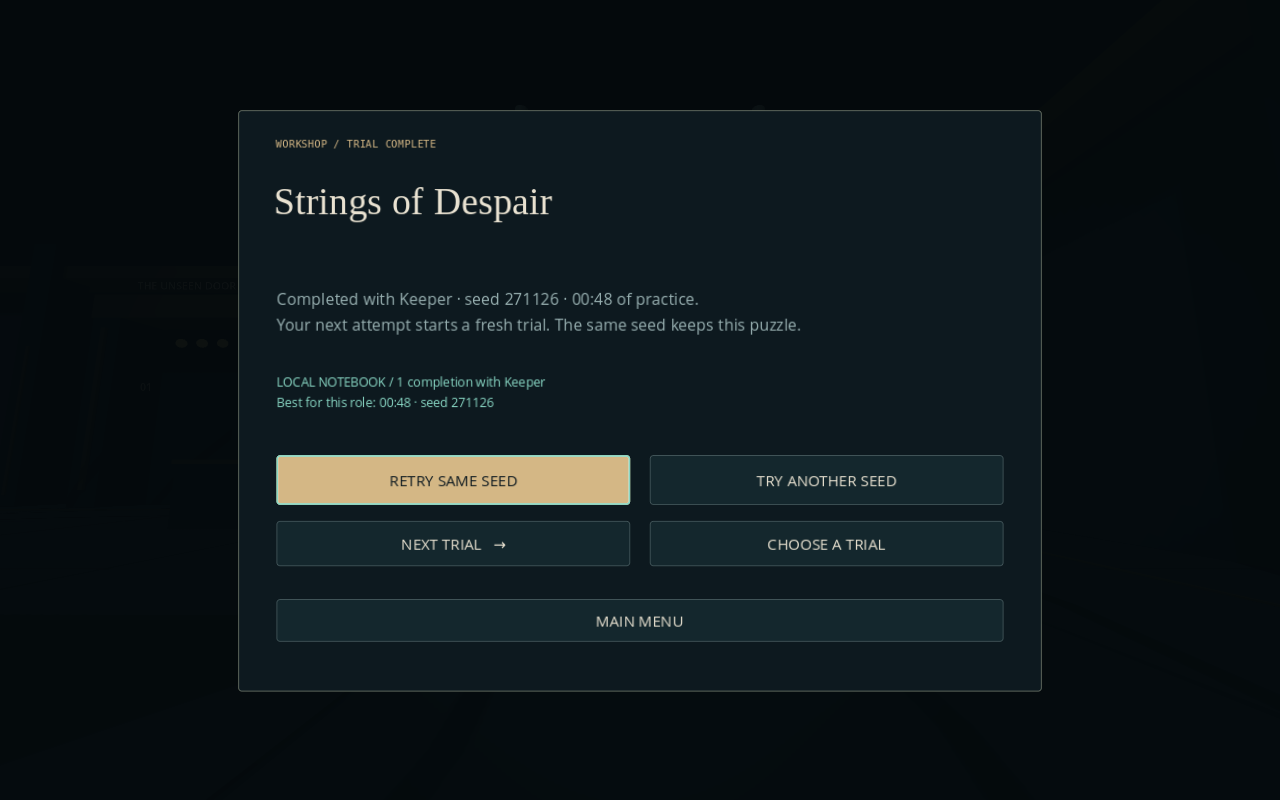 WORKSHOP / TRIAL COMPLETE
Strings of Despair
Completed with Keeper · seed 271126 · 00:48 of practice.
Your next attempt starts a fresh trial. The same seed keeps this puzzle.
LOCAL NOTEBOOK / 1 completion with Keeper
Best for this role: 00:48 · seed 271126
RETRY SAME SEED
TRY ANOTHER SEED
NEXT TRIAL →
CHOOSE A TRIAL
MAIN MENU